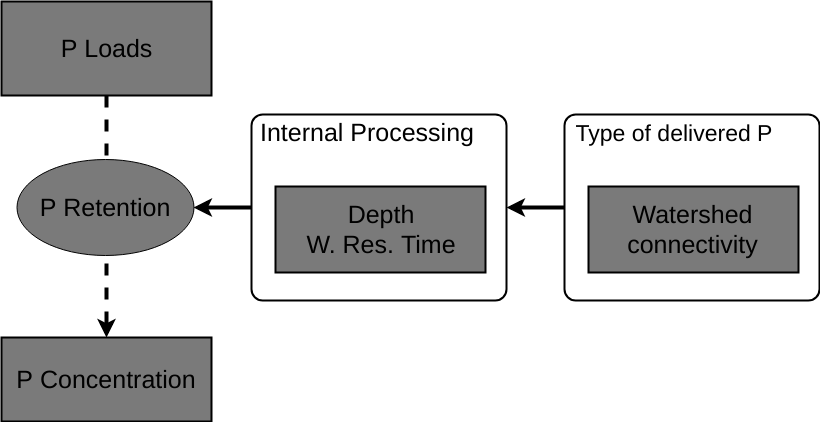 P Loads
Internal Processing
Type of delivered P
P Retention
Depth
W. Res. Time
Watershed
connectivity
P Concentration